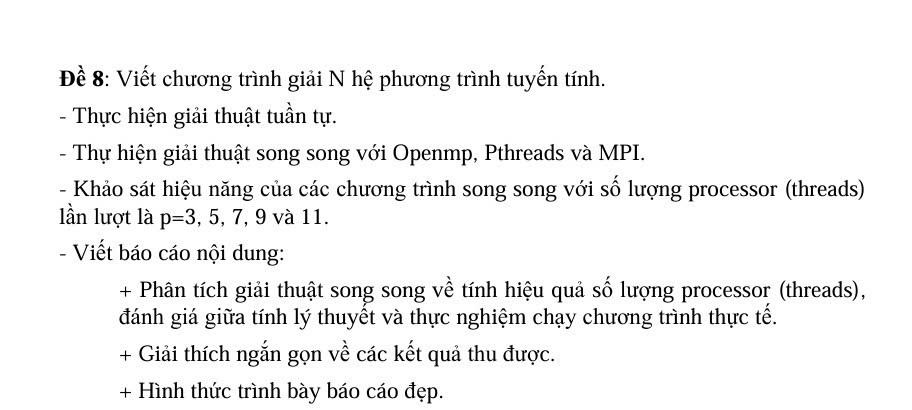 Đề 8: Viết chương trình giải N hệ phương trình tuyến tính.
- Thực hiện giải thuật tuần tự.
- Thự hiện giải thuật song song với Openmp, Pthreads và MPI.
- Khảo sát hiệu năng của các chương trình song song với số lượng processor (threads)
lần lượt là p=3, 5, 7, 9 và 11.
- Viết báo cáo nội dung:
+ Phân tích giải thuật song song về tính hiệu quả số lượng processor (threads),
đánh giá giữa tính lý thuyết và thực nghiệm chạy chương trình thực tế.
+ Giải thích ngắn gọn về các kết quả thu được.
+ Hình thức trình bày báo cáo đẹp.